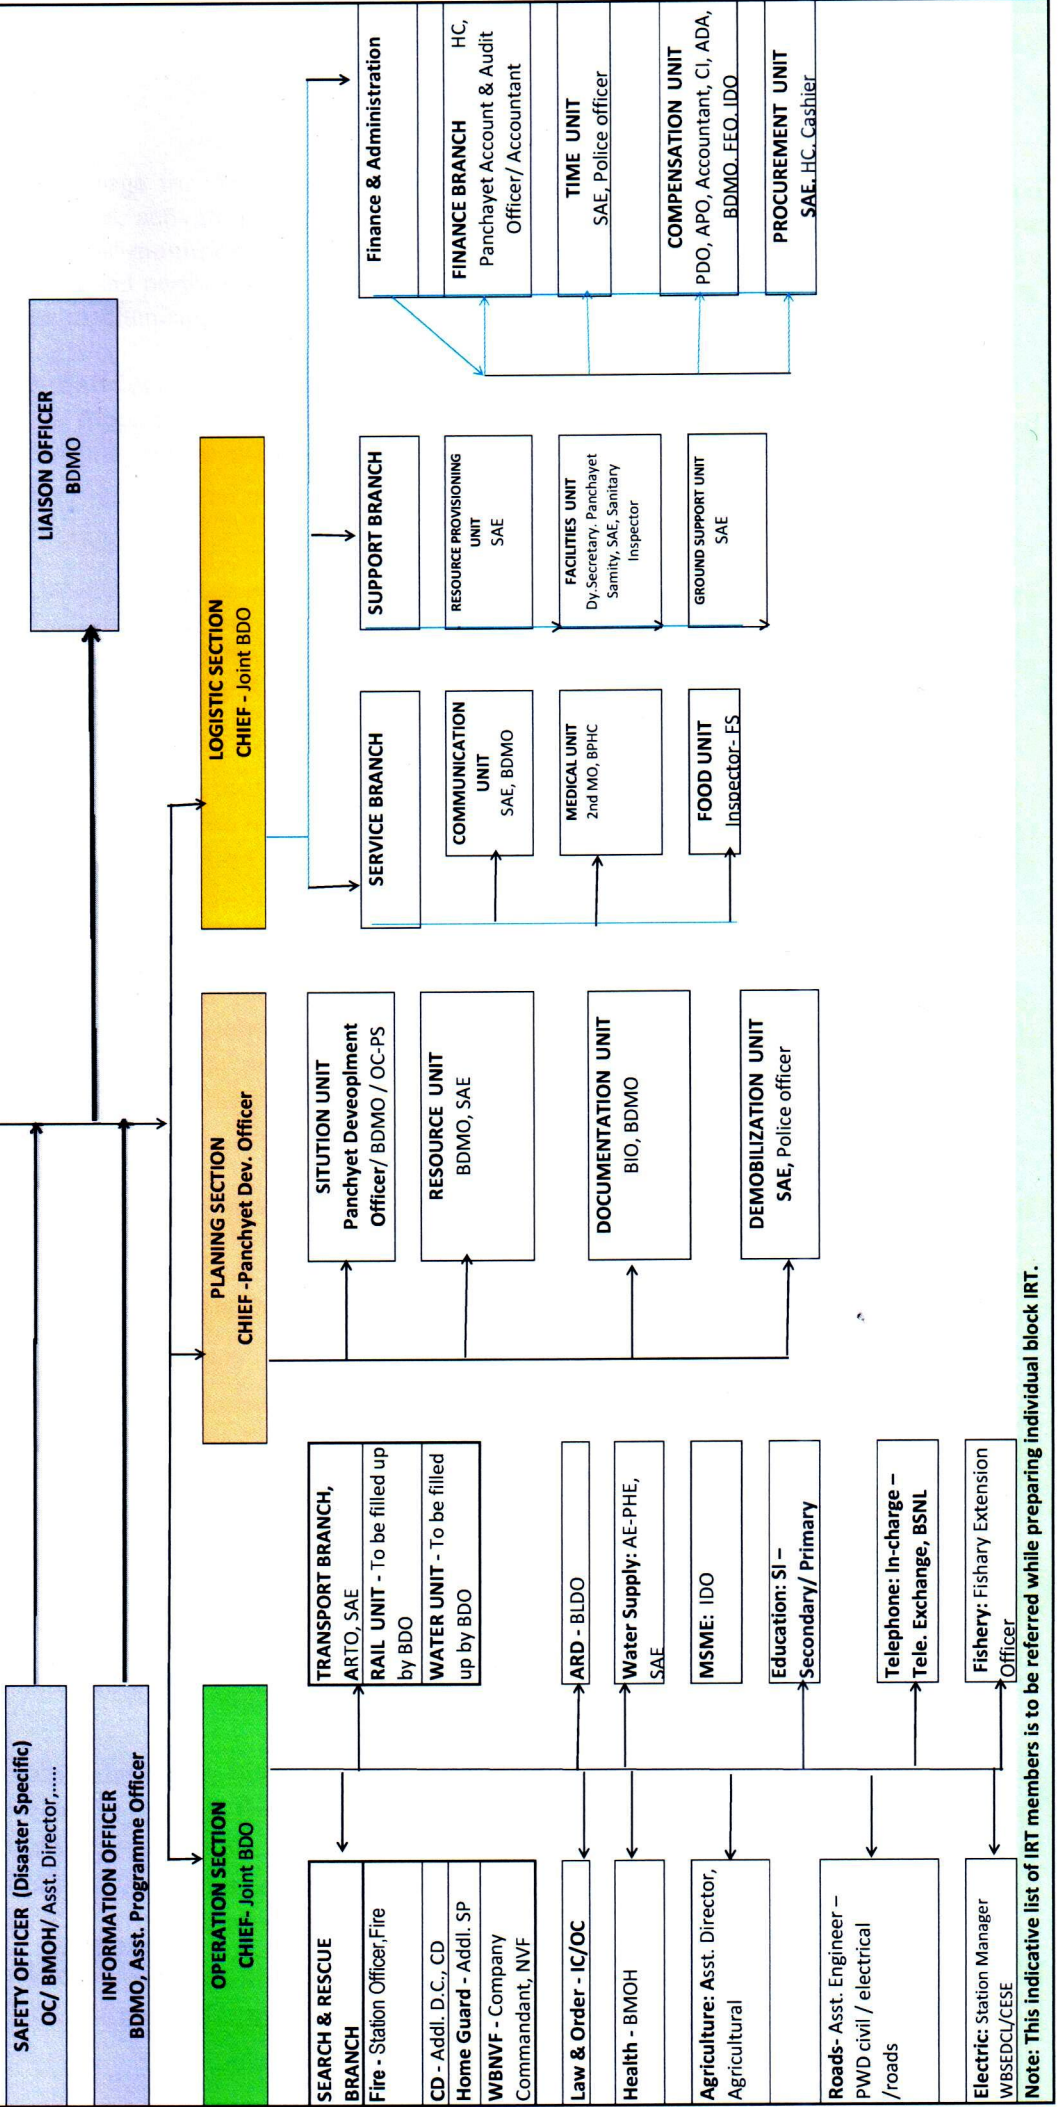 SAFETY OFFICER (Disaster Specific)
OC/ BMOH/ Asst. Director,......
INFORMATION OFFICER
BDMO, Asst. Programme Officer
LIAISON OFFICER
BDMO
OPERATION SECTION
CHIEF- Joint BDO
PLANING SECTION
CHIEF -Panchyet Dev. Officer
LOGISTIC SECTION
CHIEF - Joint BDO
SEARCH & RESCUE
BRANCH
Fire - Station Officer,Fire
CD - Addl. D.C., CD
Home Guard - Addl. SP
WBNVF - Company
Commandant, NVF
Law & Order - IC/OC
Health - BMOH
Agriculture: Asst. Director,
Agricultural
Roads- Asst. Engineer –
PWD civil / electrical
/roads
Electric: Station Manager
WBSEDCL/CESE
TRANSPORT BRANCH,
ARTO, SAE
RAIL UNIT - To be filled up
by BDO
WATER UNIT - To be filled
up by BDO
ARD - BLDO
Water Supply: AE-PHE,
SAE
MSME: IDO
Education: SI –
Secondary/ Primary
Telephone: In-charge –
Tele. Exchange, BSNL
Fishery: Fishary Extension
Officer
SITUTION UNIT
Panchyet Deveoplment
Officer/ BDMO / OC-PS
RESOURCE UNIT
BDMO, SAE
DOCUMENTATION UNIT
BIO, BDMO
DEMOBILIZATION UNIT
SAE, Police officer
SERVICE BRANCH
COMMUNICATION
UNIT
SAE, BDMO
MEDICAL UNIT
2nd MO, BPHC
FOOD UNIT
Inspector- FS
SUPPORT BRANCH
RESOURCE PROVISIONING
UNIT
SAE
FACILITIES UNIT
Dy.Secretary. Panchayet
Samity, SAE, Sanitary
Inspector
GROUND SUPPORT UNIT
SAE
Finance & Administration
FINANCE BRANCH HC,
Panchayet Account & Audit
Officer/ Accountant
TIME UNIT
SAE, Police officer
COMPENSATION UNIT
PDO, APO, Accountant, CI, ADA,
BDMO, FEO, IDO
PROCUREMENT UNIT
SAE, HC, Cashier
Note: This indicative list of IRT members is to be referred while preparing individual block IRT.